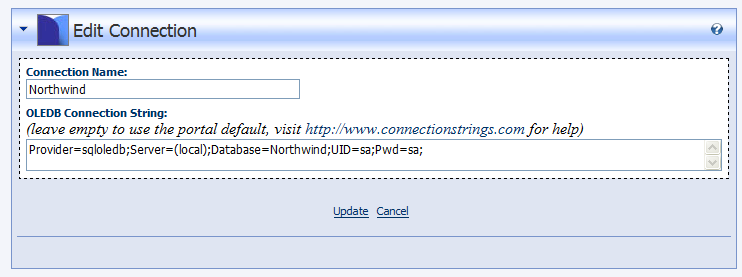 Edit Connection
?
Connection Name:
Northwind
OLEDB Connection String:
(leave empty to use the portal default, visit http://www.connectionstrings.com for help)
Provider=sqloledb;Server=(local);Database=Northwind;UID=sa;Pwd=sa;
Update Cancel